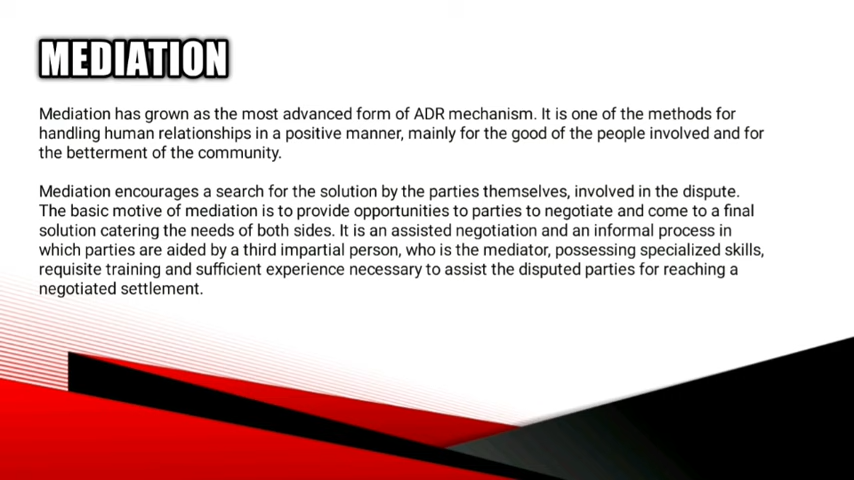 MEDIATION
Mediation has grown as the most advanced form of ADR mechanism. It is one of the methods for
handling human relationships in a positive manner, mainly for the good of the people involved and for
the betterment of the community.
Mediation encourages a search for the solution by the parties themselves, involved in the dispute.
The basic motive of mediation is to provide opportunities to parties to negotiate and come to a final
solution catering the needs of both sides. It is an assisted negotiation and an informal process in
which parties are aided by a third impartial person, who is the mediator, possessing specialized skills,
requisite training and sufficient experience necessary to assist the disputed parties for reaching a
negotiated settlement.